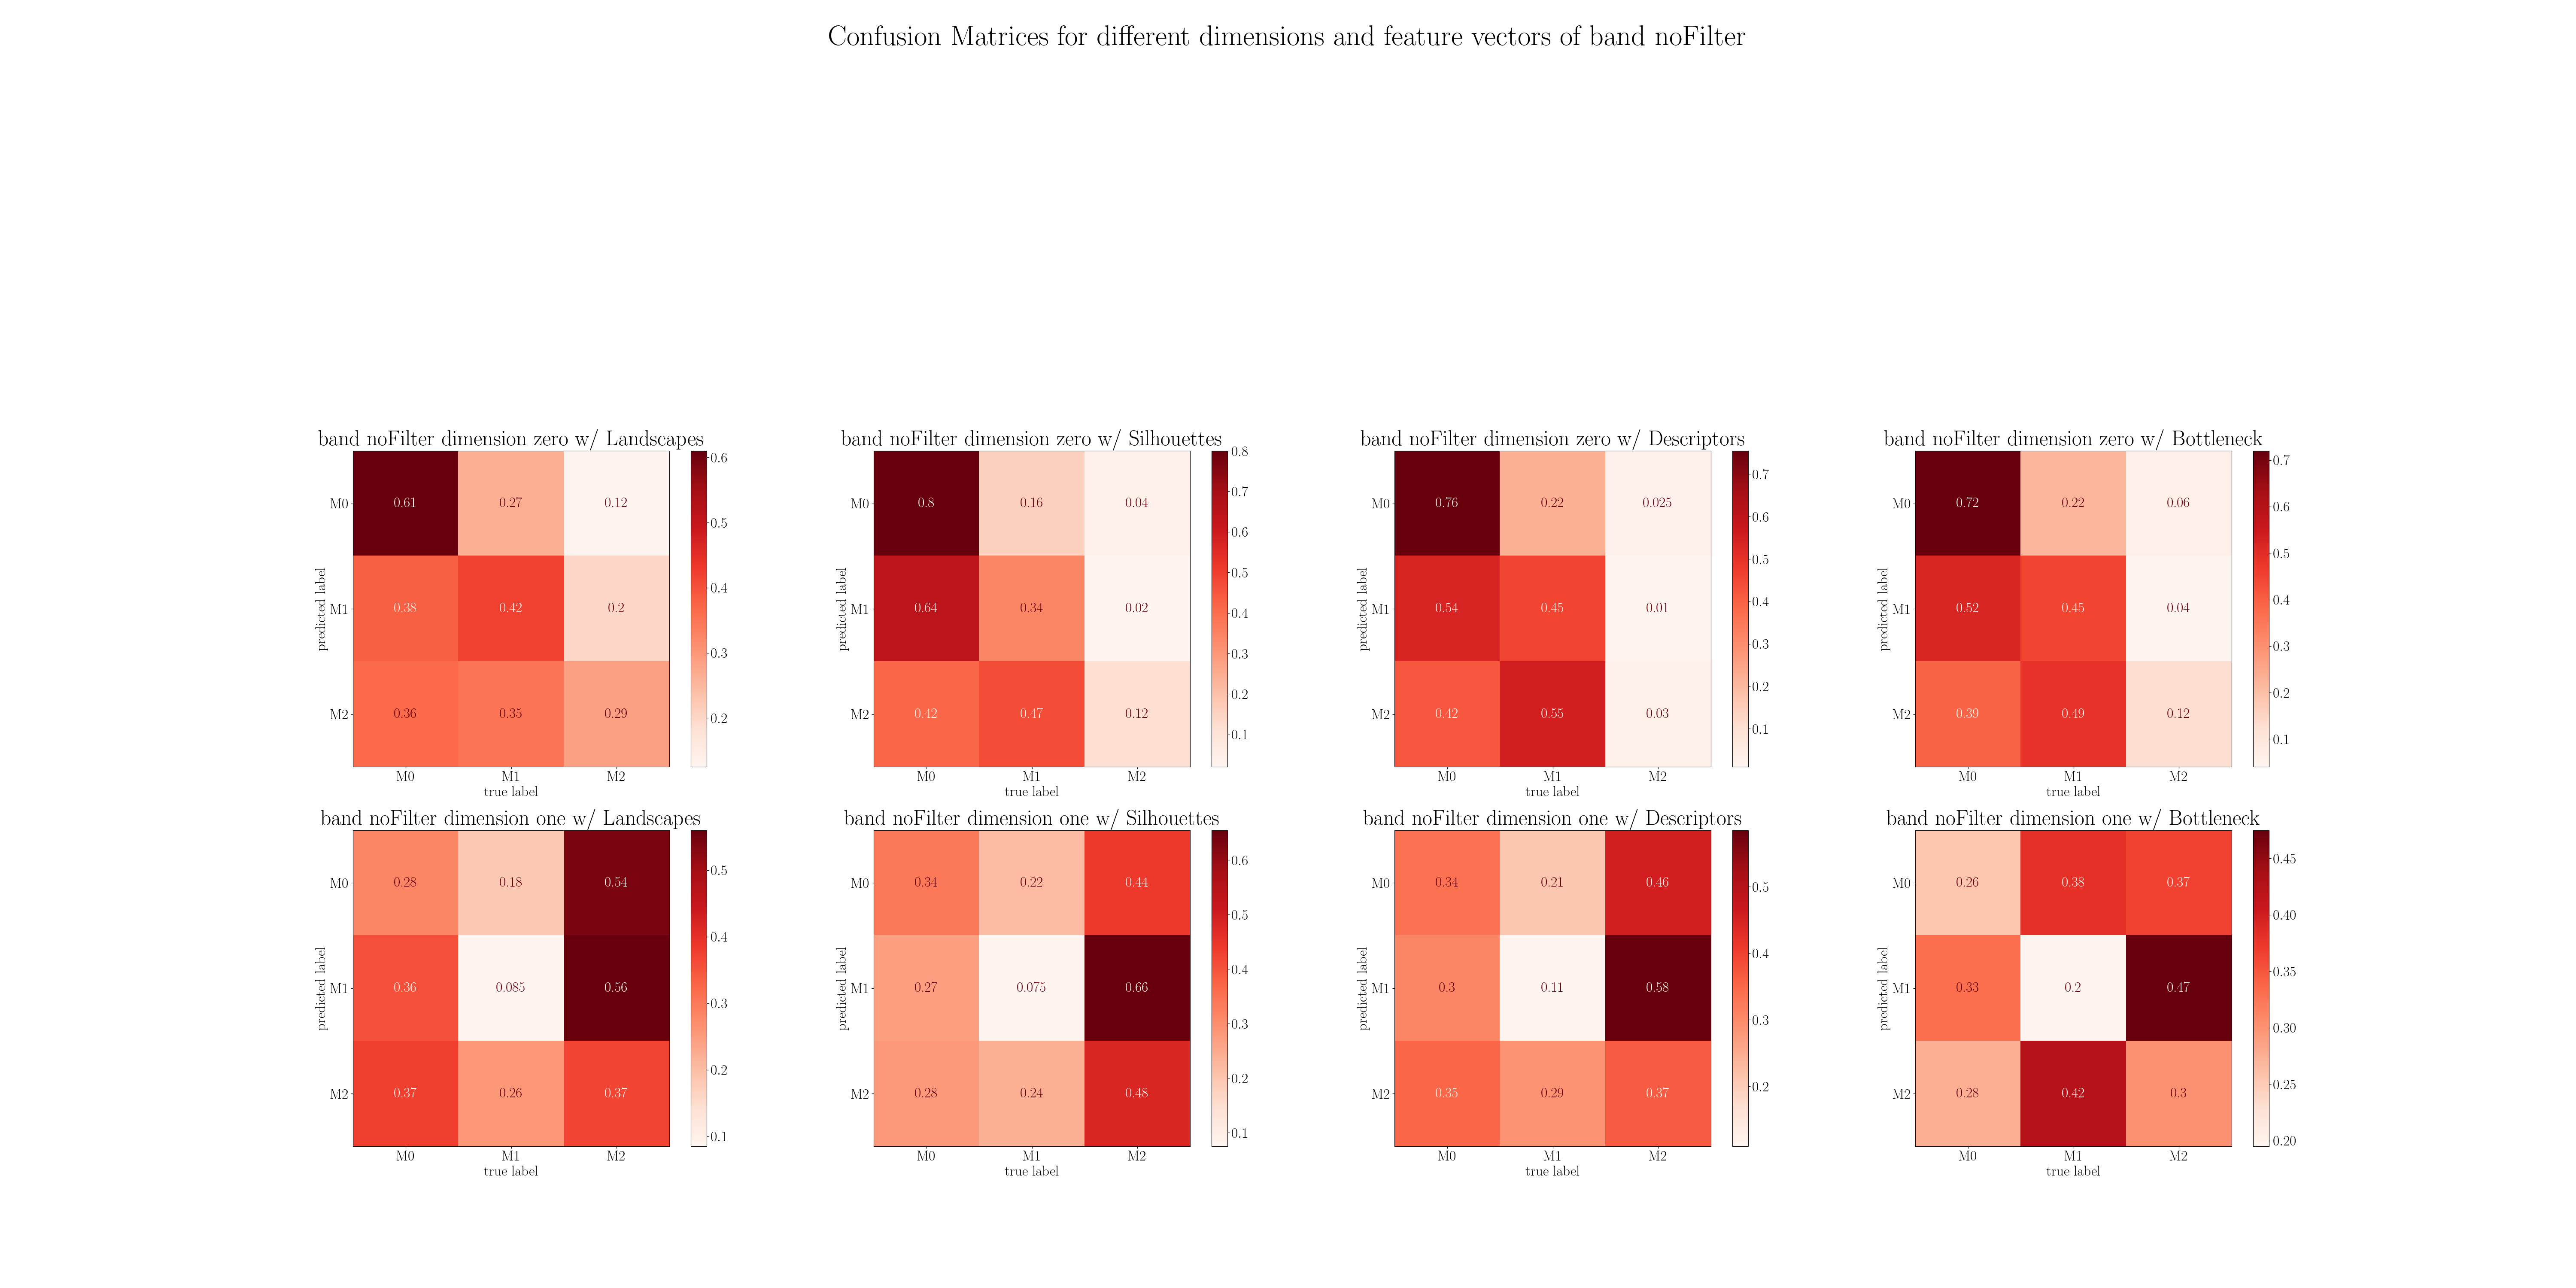 Confusion Matrices for different dimensions and feature vectors of band noFilter
band noFilter dimension zero w/ Landscapes
predicted label
M0
M1
M2
0.61 0.27 0.12
0.38 0.42 0.2
0.36 0.35 0.29
M0 M1 M2
true label
0.6
0.5
0.4
0.3
0.2
band noFilter dimension zero w/ Silhouettes
predicted label
M0
M1
M2
0.8 0.16 0.04
0.64 0.34 0.02
0.42 0.47 0.12
M0 M1 M2
true label
0.8
0.7
0.6
0.5
0.4
0.3
0.2
0.1
band noFilter dimension zero w/ Descriptors
predicted label
M0
M1
M2
0.76 0.22 0.025
0.54 0.45 0.01
0.42 0.55 0.03
M0 M1 M2
true label
0.7
0.6
0.5
0.4
0.3
0.2
0.1
band noFilter dimension zero w/ Bottleneck
predicted label
M0
M1
M2
0.72 0.22 0.06
0.52 0.45 0.04
0.39 0.49 0.12
M0 M1 M2
true label
0.7
0.6
0.5
0.4
0.3
0.2
0.1
band noFilter dimension one w/ Landscapes
predicted label
M0
M1
M2
0.28 0.18 0.54
0.36 0.085 0.56
0.37 0.26 0.37
M0 M1 M2
true label
0.5
0.4
0.3
0.2
0.1
band noFilter dimension one w/ Silhouettes
predicted label
M0
M1
M2
0.34 0.22 0.44
0.27 0.075 0.66
0.28 0.24 0.48
M0 M1 M2
true label
0.6
0.5
0.4
0.3
0.2
0.1
band noFilter dimension one w/ Descriptors
predicted label
M0
M1
M2
0.34 0.21 0.46
0.3 0.11 0.58
0.35 0.29 0.37
M0 M1 M2
true label
0.5
0.4
0.3
0.2
band noFilter dimension one w/ Bottleneck
predicted label
M0
M1
M2
0.26 0.38 0.37
0.33 0.2 0.47
0.28 0.42 0.3
M0 M1 M2
true label
0.45
0.40
0.35
0.30
0.25
0.20